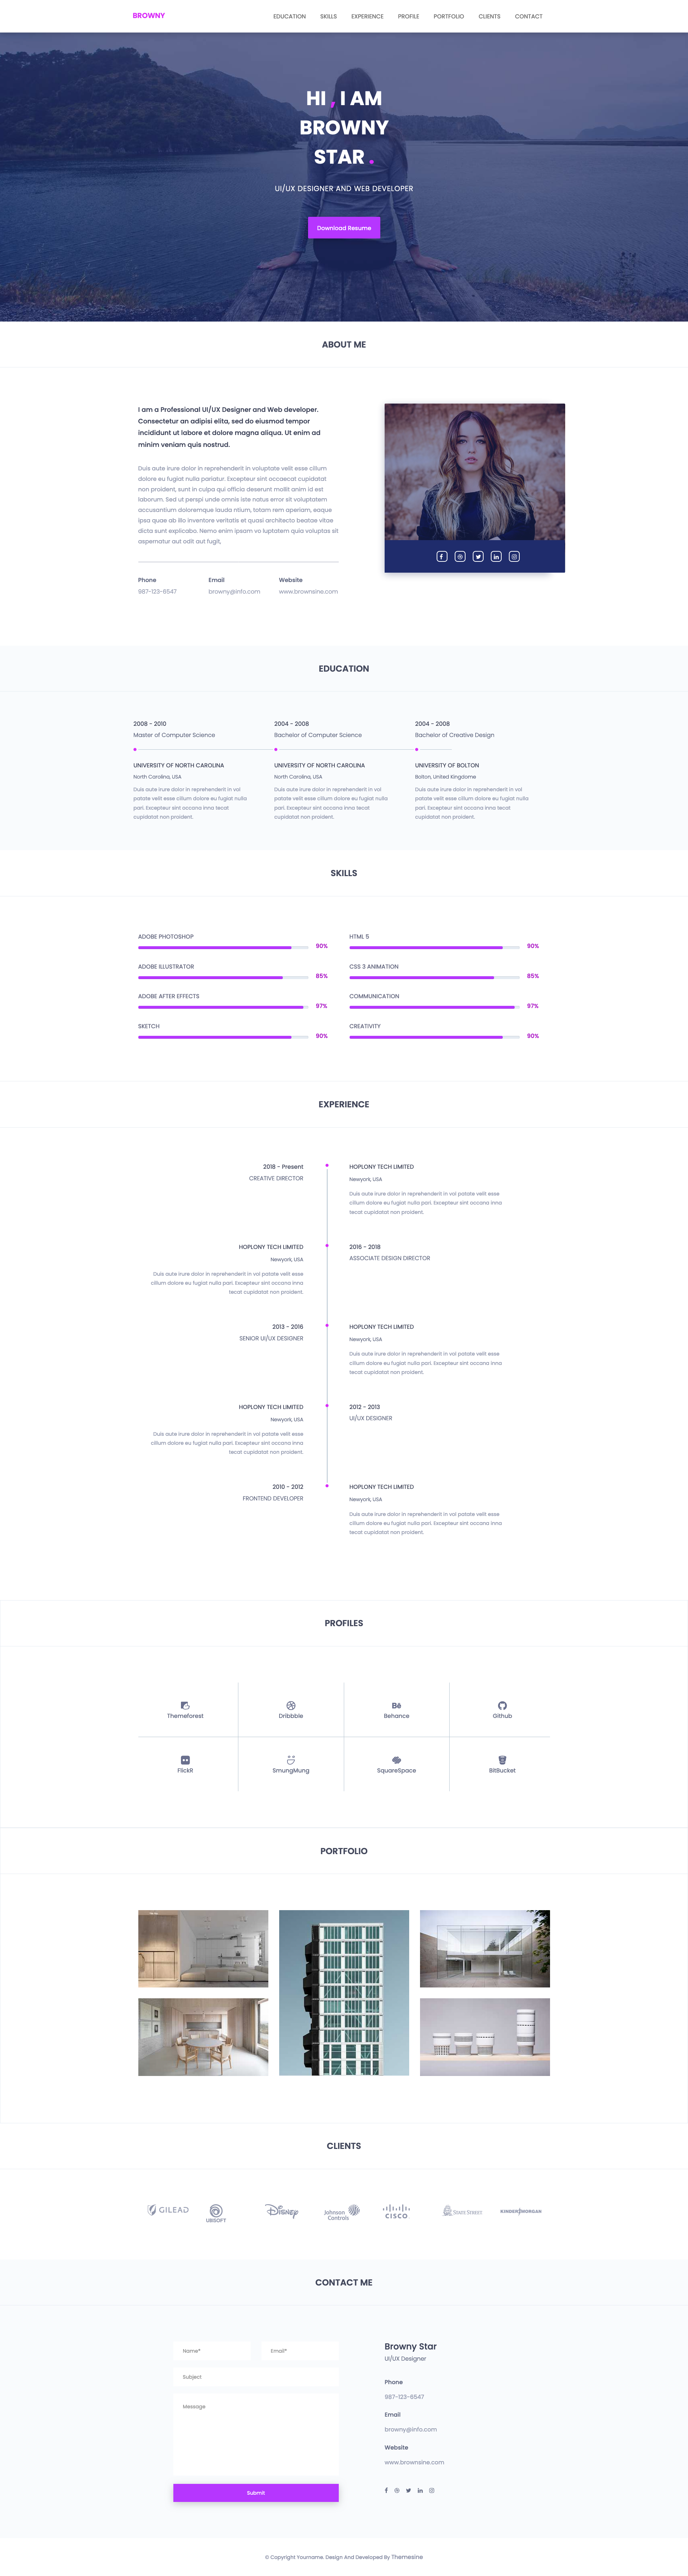 BROWNY
EDUCATION SKILLS EXPERIENCE PROFILE PORTFOLIO CLIENTS CONTACT
HI , I AM
BROWNY
STAR .
UI/UX DESIGNER AND WEB DEVELOPER
Download Resume
ABOUT ME
I am a Professional UI/UX Designer and Web developer.
Consectetur an adipisi elita, sed do eiusmod tempor
incididunt ut labore et dolore magna aliqua. Ut enim ad
minim veniam quis nostrud.
Duis aute irure dolor in reprehenderit in voluptate velit esse cillum
dolore eu fugiat nulla pariatur. Excepteur sint occaecat cupidatat
non proident, sunt in culpa qui officia deserunt mollit anim id est
laborum. Sed ut perspi unde omnis iste natus error sit voluptatem
accusantium doloremque lauda ntium, totam rem aperiam, eaque
ipsa quae ab illo inventore veritatis et quasi architecto beatae vitae
dicta sunt explicabo. Nemo enim ipsam vo luptatem quia voluptas sit
aspernatur aut odit aut fugit,
Phone Email Website
987-123-6547 browny@info.com www.brownsine.com
EDUCATION
2008 - 2010
Master of Computer Science
UNIVERSITY OF NORTH CAROLINA
North Carolina, USA
Duis aute irure dolor in reprehenderit in vol
patate velit esse cillum dolore eu fugiat nulla
pari. Excepteur sint occana inna tecat
cupidatat non proident.
2004 - 2008
Bachelor of Computer Science
UNIVERSITY OF NORTH CAROLINA
North Carolina, USA
Duis aute irure dolor in reprehenderit in vol
patate velit esse cillum dolore eu fugiat nulla
pari. Excepteur sint occana inna tecat
cupidatat non proident.
2004 - 2008
Bachelor of Creative Design
UNIVERSITY OF BOLTON
Bolton, United Kingdome
Duis aute irure dolor in reprehenderit in vol
patate velit esse cillum dolore eu fugiat nulla
pari. Excepteur sint occana inna tecat
cupidatat non proident.
SKILLS
ADOBE PHOTOSHOP
90%
ADOBE ILLUSTRATOR
85%
ADOBE AFTER EFFECTS
97%
SKETCH
90%
HTML 5
90%
CSS 3 ANIMATION
85%
COMMUNICATION
97%
CREATIVITY
90%
EXPERIENCE
2018 - Present
CREATIVE DIRECTOR
HOPLONY TECH LIMITED
Newyork, USA
Duis aute irure dolor in reprehenderit in vol patate velit esse
cillum dolore eu fugiat nulla pari. Excepteur sint occana inna
tecat cupidatat non proident.
HOPLONY TECH LIMITED
Newyork, USA
Duis aute irure dolor in reprehenderit in vol patate velit esse
cillum dolore eu fugiat nulla pari. Excepteur sint occana inna
tecat cupidatat non proident.
2016 - 2018
ASSOCIATE DESIGN DIRECTOR
2013 - 2016
SENIOR UI/UX DESIGNER
HOPLONY TECH LIMITED
Newyork, USA
Duis aute irure dolor in reprehenderit in vol patate velit esse
cillum dolore eu fugiat nulla pari. Excepteur sint occana inna
tecat cupidatat non proident.
HOPLONY TECH LIMITED
Newyork, USA
Duis aute irure dolor in reprehenderit in vol patate velit esse
cillum dolore eu fugiat nulla pari. Excepteur sint occana inna
tecat cupidatat non proident.
2012 - 2013
UI/UX DESIGNER
2010 - 2012
FRONTEND DEVELOPER
HOPLONY TECH LIMITED
Newyork, USA
Duis aute irure dolor in reprehenderit in vol patate velit esse
cillum dolore eu fugiat nulla pari. Excepteur sint occana inna
tecat cupidatat non proident.
PROFILES
Themeforest Dribbble Behance Github
FlickR SmungMung SquareSpace BitBucket
PORTFOLIO
CLIENTS
GILEAD
UBISOFT
Disney
Johnson
Controls
CISCO
STATE STREET
KINDER MORGAN
CONTACT ME
Name* Email*
Subject
Message
Submit
Browny Star
UI/UX Designer
Phone
987-123-6547
Email
browny@info.com
Website
www.brownsine.com
© Copyright Yourname. Design And Developed By Themesine